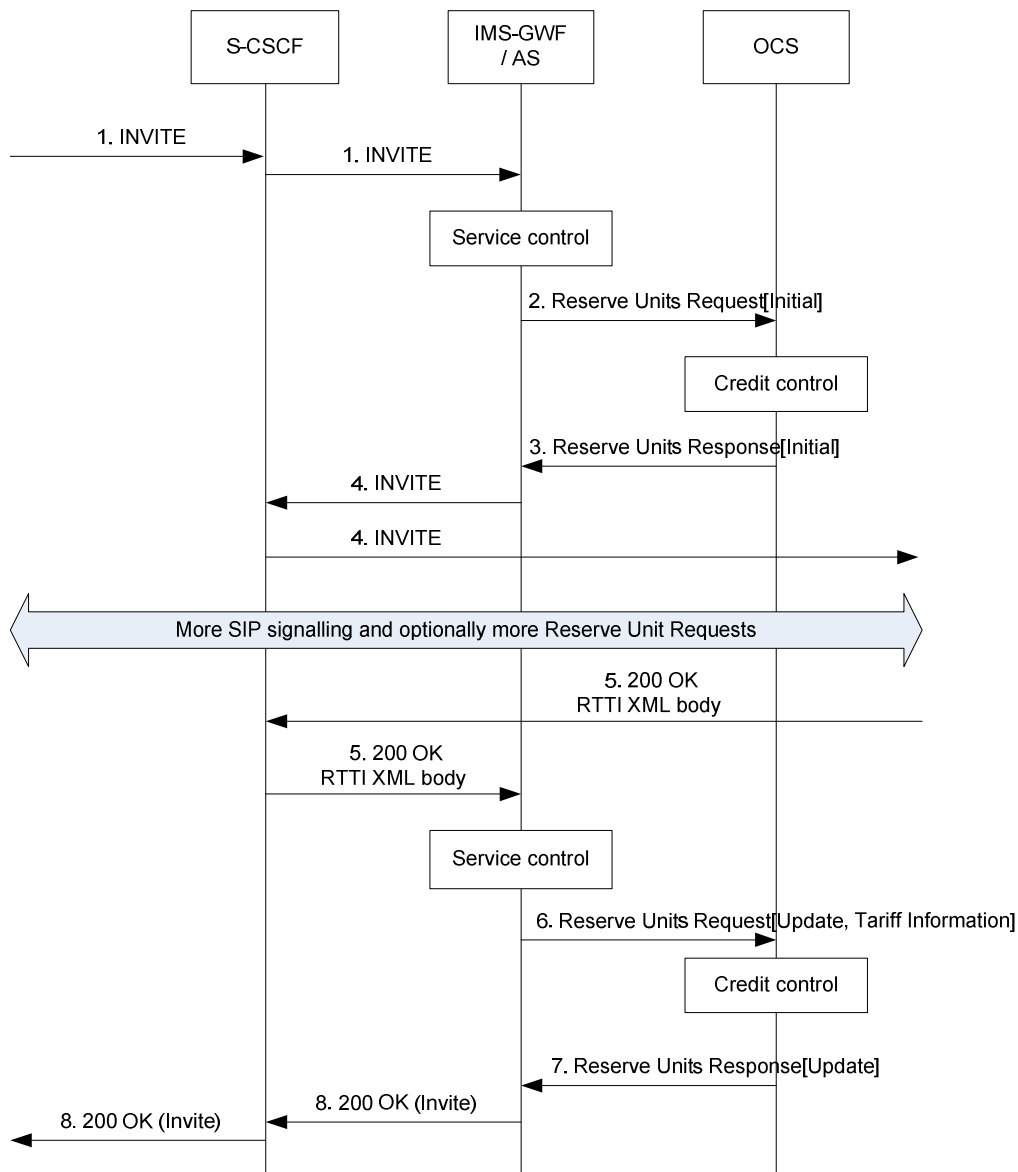 S-CSCF
IMS-GWF
/ AS
OCS
1. INVITE
1. INVITE
Service control
2. Reserve Units Request[Initial]
Credit control
3. Reserve Units Response[Initial]
4. INVITE
4. INVITE
More SIP signalling and optionally more Reserve Unit Requests
5. 200 OK
RTTI XML body
5. 200 OK
RTTI XML body
Service control
6. Reserve Units Request[Update, Tariff Information]
Credit control
7. Reserve Units Response[Update]
8. 200 OK (Invite)
8. 200 OK (Invite)